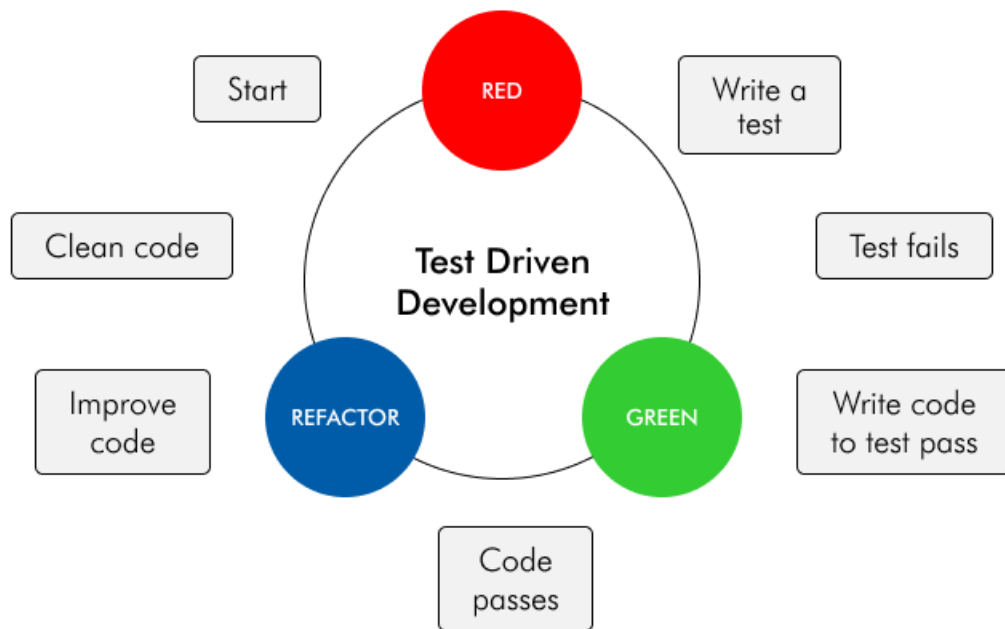 Start
RED
Write a
test
Clean code
Test Driven
Development
Test fails
Improve
code
REFACTOR
GREEN
Write code
to test pass
Code
passes